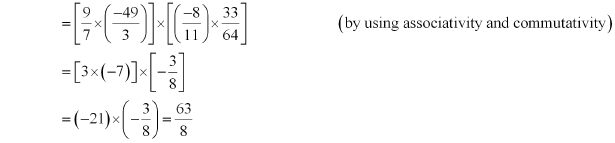 = [9/7 × (-49/3)] × [(-8/11) × 33/64] (by using associativity and commutativity)
= [3 × (-7)] × [-3/8]
= (-21) × (-3/8) = 63/8